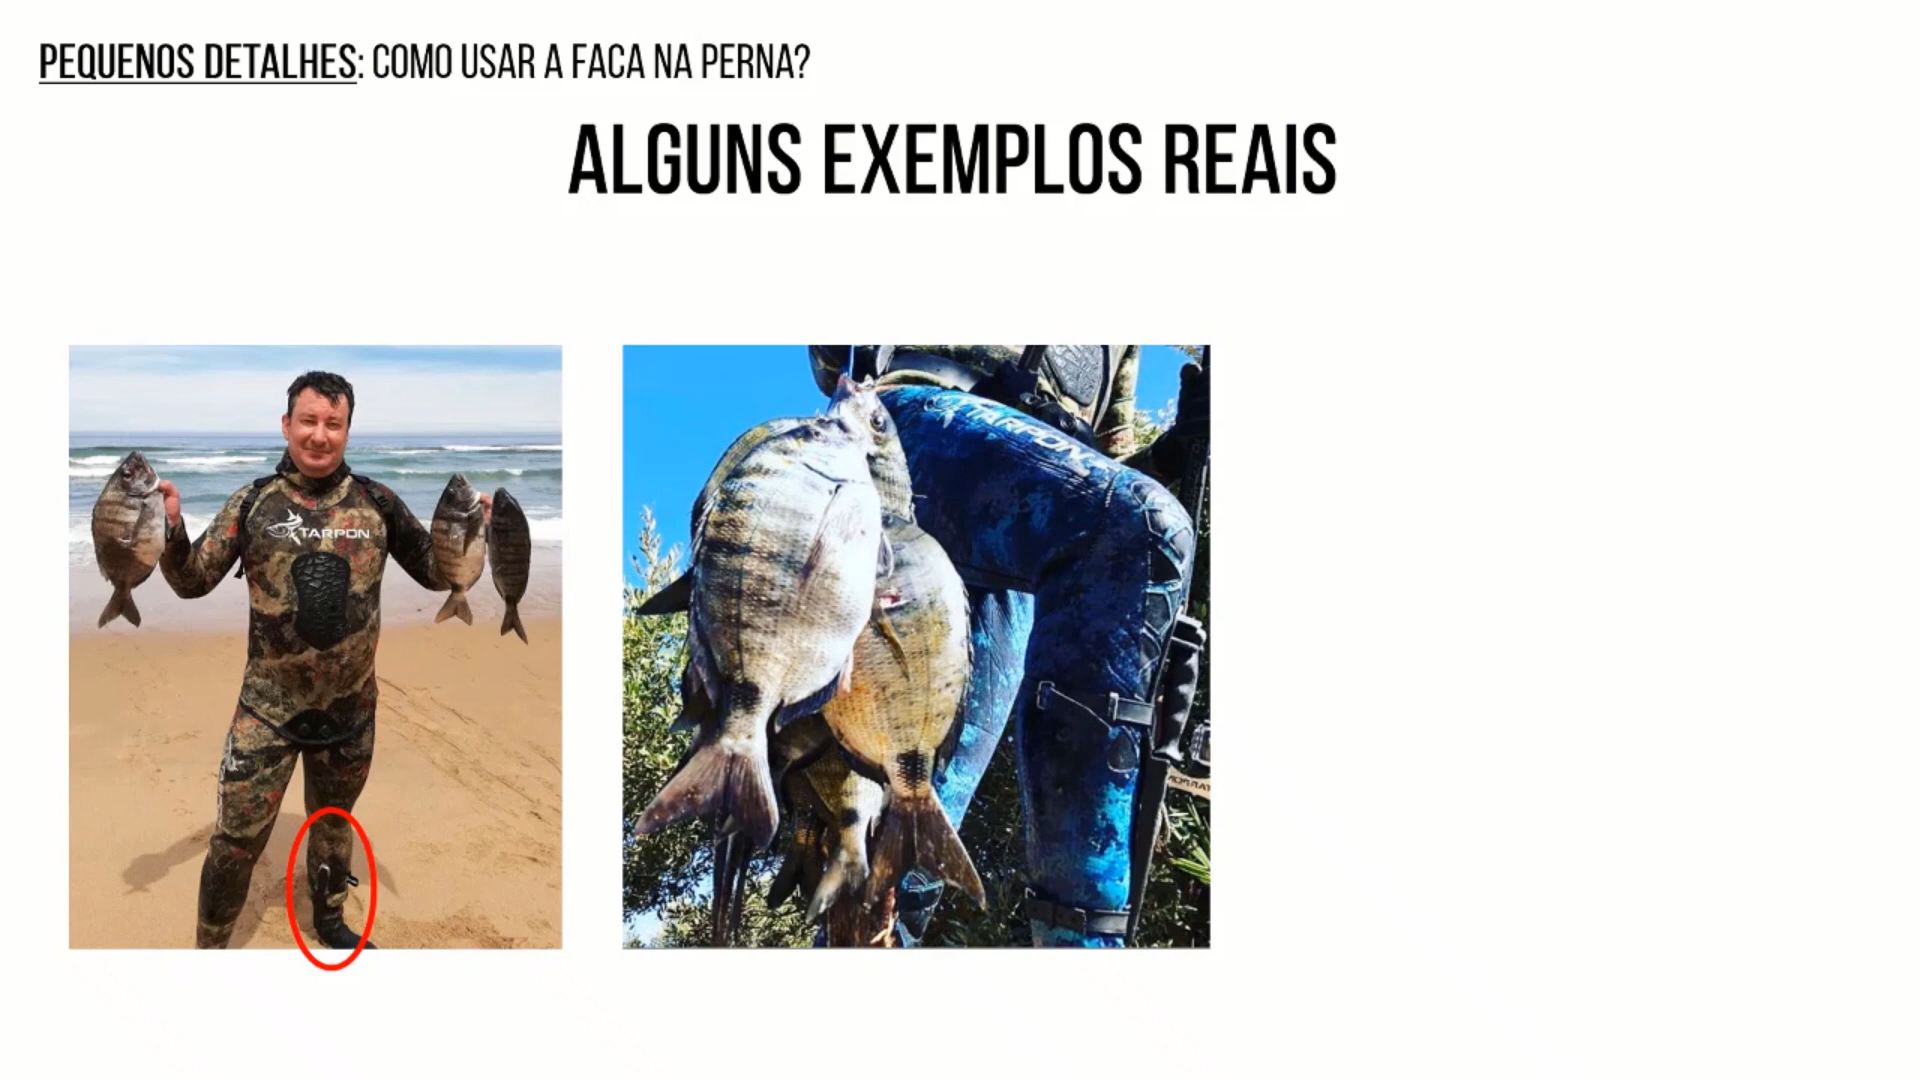 PEQUENOS DETALHES: COMO USAR A FACA NA PERNA?
ALGUNS EXEMPLOS REAIS
TARPON
TARPON